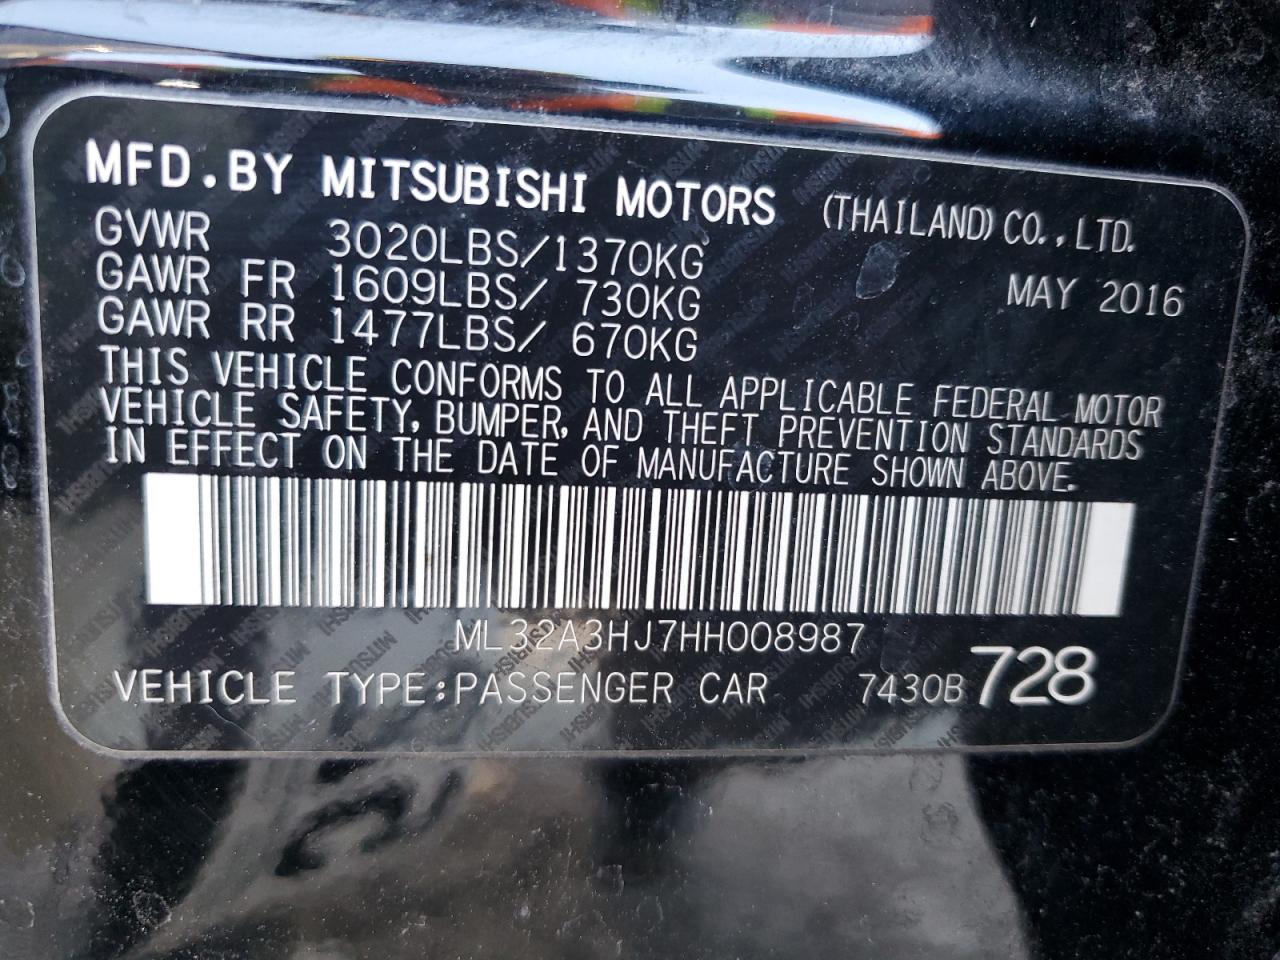 MFD.BY MITSUBISHI MOTORS (THAILAND) CO.,LTD.
GVWR 3020LBS/1370KG
GAWR FR 1609LBS/ 730KG MAY 2016
GAWR RR 1477LBS/ 670KG
THIS VEHICLE CONFORMS TO ALL APPLICABLE FEDERAL MOTOR
VEHICLE SAFETY, BUMPER, AND THEFT PREVENTION STANDARDS
IN EFFECT ON THE DATE OF MANUFACTURE SHOWN ABOVE.
ML32A3HJ7HH008987
VEHICLE TYPE:PASSENGER CAR 7430B 728